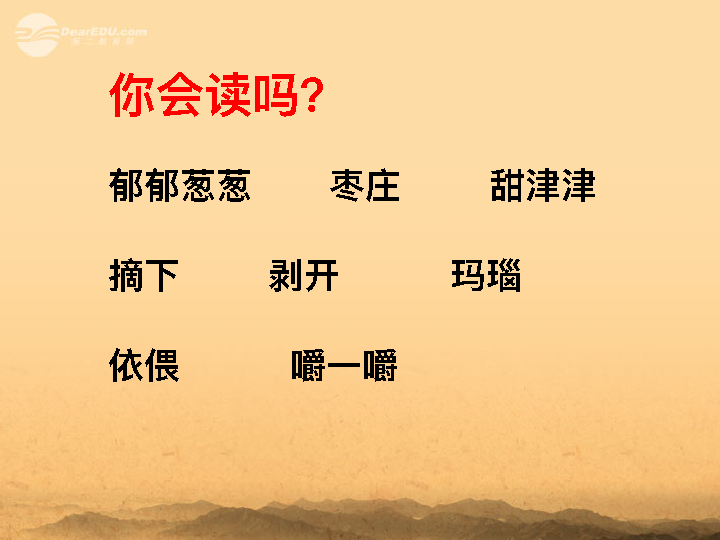 DearEDU.com
第二教育网
你会读吗?
郁郁葱葱 枣庄 甜津津
摘下 剥开 玛瑙
依偎 嚼一嚼